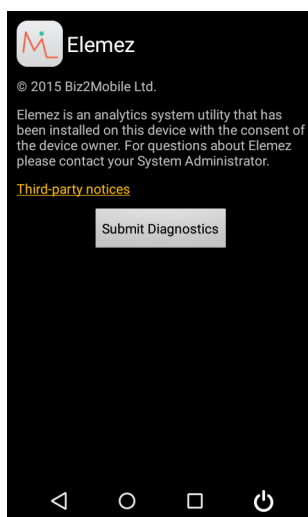 Elemez
© 2015 Biz2Mobile Ltd.
Elemez is an analytics system utility that has
been installed on this device with the consent of
the device owner. For questions about Elemez
please contact your System Administrator.
Third-party notices
Submit Diagnostics